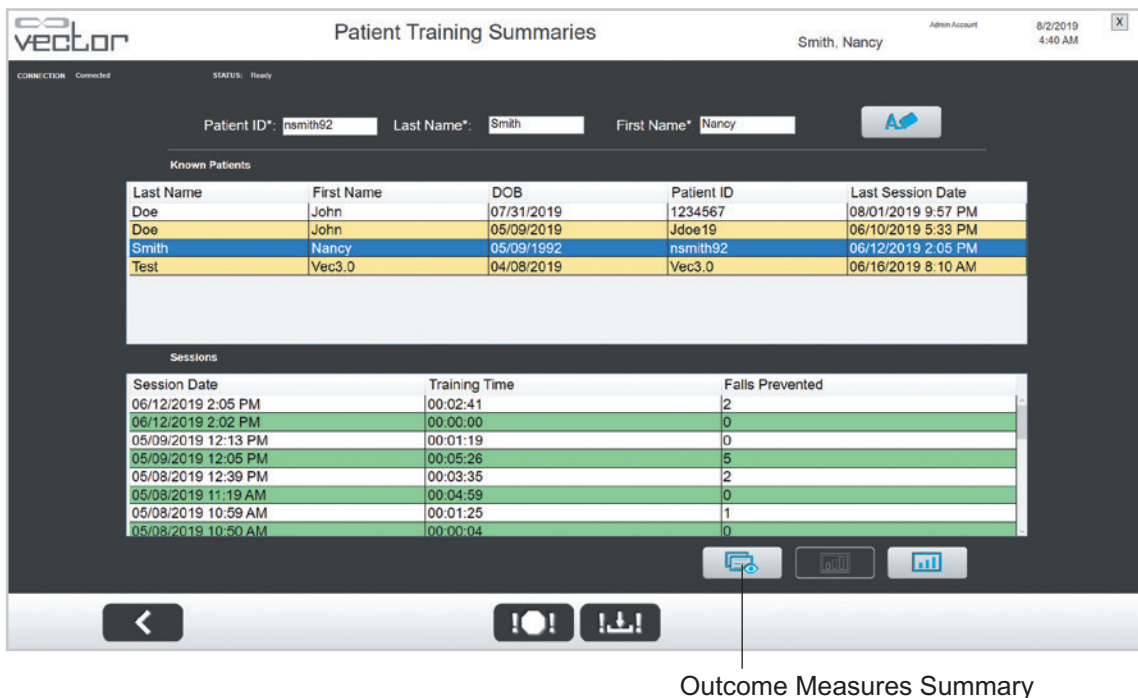 vector
Patient Training Summaries
Smith, Nancy
Admin Account
8/2/2019
4:40 AM
X
CONNECTION Connected STATUS: Ready
Patient ID*: nsmith92 Last Name*: Smith First Name* Nancy
A
Known Patients
Last Name First Name DOB Patient ID Last Session Date
Doe John 07/31/2019 1234567 08/01/2019 9:57 PM
Doe John 05/09/2019 Jdoe19 06/10/2019 5:33 PM
Smith Nancy 05/09/1992 nsmith92 06/12/2019 2:05 PM
Test Vec3.0 04/08/2019 Vec3.0 06/16/2019 8:10 AM
Sessions
Session Date Training Time Falls Prevented
06/12/2019 2:05 PM 00:02:41 2
06/12/2019 2:02 PM 00:00:00 0
05/09/2019 12:13 PM 00:01:19 0
05/09/2019 12:05 PM 00:05:26 5
05/08/2019 12:39 PM 00:03:35 2
05/08/2019 11:19 AM 00:04:59 0
05/08/2019 10:59 AM 00:01:25 1
05/08/2019 10:50 AM 00:00:04 0
! ! ! !
Outcome Measures Summary